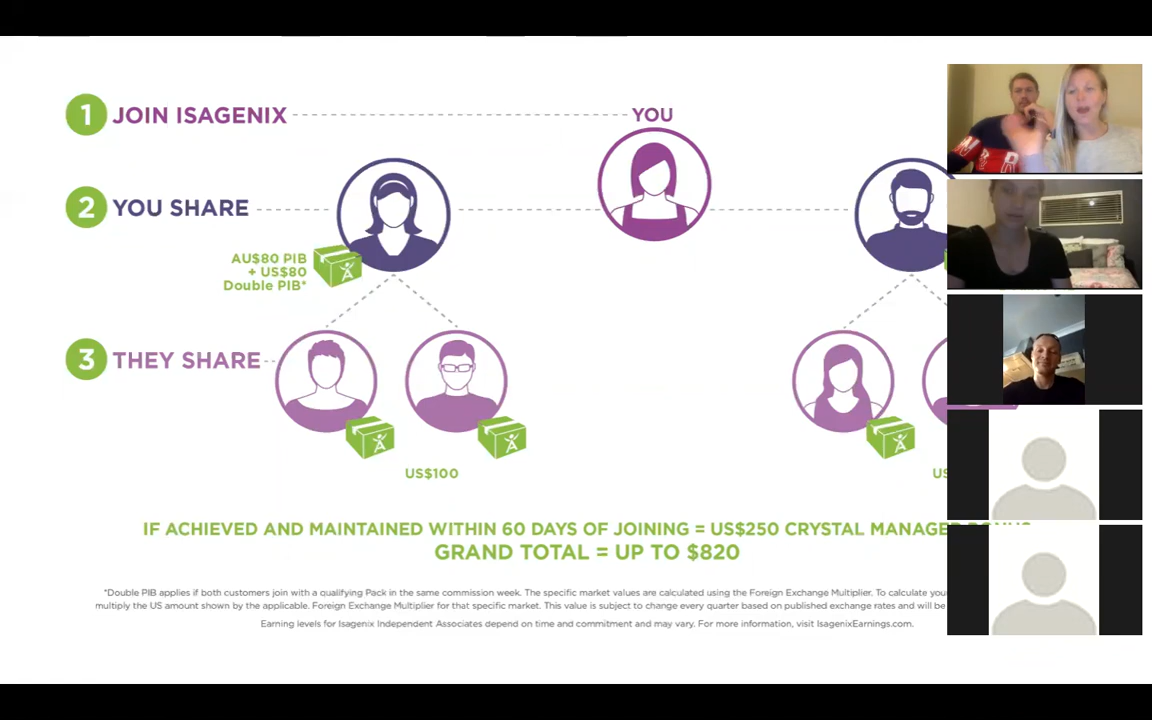 1 JOIN ISAGENIX
YOU
2 YOU SHARE
AU$80 PIB
+ US$80
Double PIB*
3 THEY SHARE
US$100
IF ACHIEVED AND MAINTAINED WITHIN 60 DAYS OF JOINING = US$250 CRYSTAL MANAGER
GRAND TOTAL = UP TO $820
*Double PIB applies if both customers join with a qualifying Pack in the same commission week. The specific market values are calculated using the Foreign Exchange Multiplier. To calculate your
multiply the US amount shown by the applicable. Foreign Exchange Multiplier for that specific market. This value is subject to change every quarter based on published exchange rates and will be
Earning levels for Isagenix Independent Associates depend on time and commitment and may vary. For more information, visit IsagenixEarnings.com.